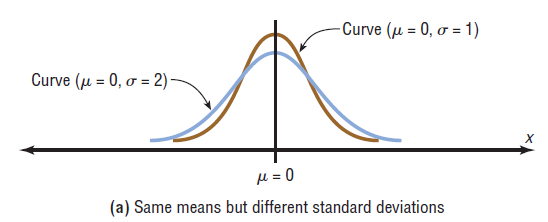 Curve (μ = 0, σ = 1)
Curve (μ = 0, σ = 2)
x
μ = 0
(a) Same means but different standard deviations